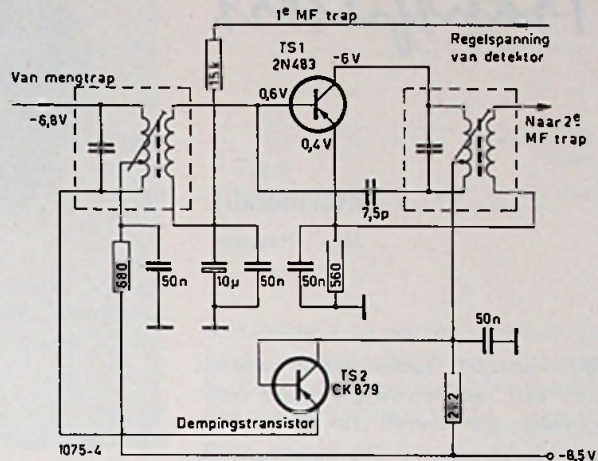 1e MF trap
TS1
2N483
Regelspanning
van detektor
Van mengtrap
-6,8V
15k
0,6V
-6V
0,4V
Naar 2e
MF trap
7,5p
680
50n
10µ
50n
50n
560
50n
TS2
CK879
2k2
Dempingstransistor
1075-4
-8,5V